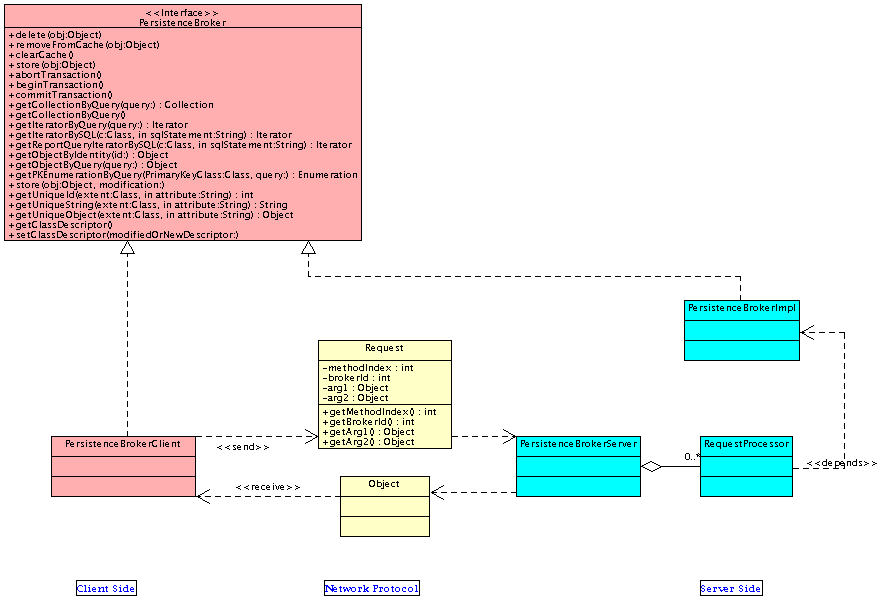 <<Interface>>
PersistenceBroker
+delete(obj:Object)
+removeFromCache(obj:Object)
+clearCache()
+store(obj:Object)
+abortTransaction()
+beginTransaction()
+commitTransaction()
+getCollectionByQuery(query:) : Collection
+getCollectionByQuery()
+getIteratorByQuery(query:) : Iterator
+getIteratorBySQL(c:Class, in sqlStatement:String) : Iterator
+getReportQueryIteratorBySQL(c:Class, in sqlStatement:String) : Iterator
+getObjectByIdentity(id:) : Object
+getObjectByQuery(query:) : Object
+getPKEnumerationByQuery(PrimaryKeyClass:Class, query:) : Enumeration
+store(obj:Object, modification:)
+getUniqueId(extent:Class, in attribute:String) : int
+getUniqueString(extent:Class, in attribute:String) : String
+getUniqueObject(extent:Class, in attribute:String) : Object
+getClassDescriptor()
+setClassDescriptor(modifiedOrNewDescriptor:)
PersistenceBrokerImpl
Request
-methodIndex : int
-brokerId : int
-arg1 : Object
-arg2 : Object
+getMethodIndex() : int
+getBrokerId() : int
+getArg1() : Object
+getArg2() : Object
PersistenceBrokerClient
<<send>>
PersistenceBrokerServer
0..*
RequestProcessor
<<depends>>
<<receive>>
Object
Client Side
Network Protocol
Server Side